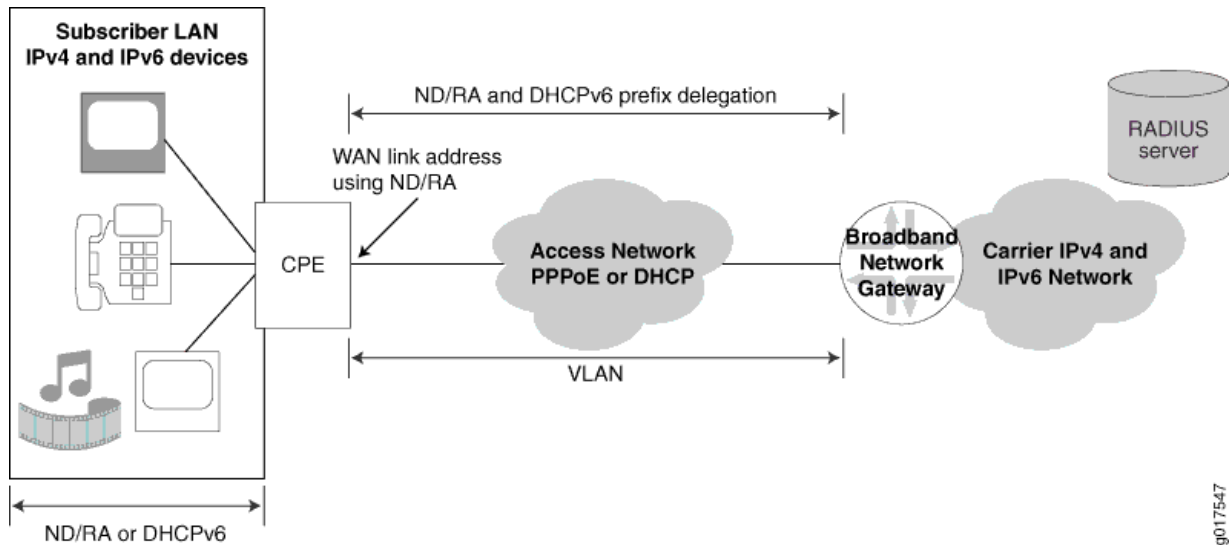 Subscriber LAN
IPv4 and IPv6 devices
ND/RA and DHCPv6 prefix delegation
RADIUS
server
WAN link address
using ND/RA
CPE
Access Network
PPPoE or DHCP
Broadband
Network
Gateway
Carrier IPv4 and
IPv6 Network
VLAN
ND/RA or DHCPv6
g017547